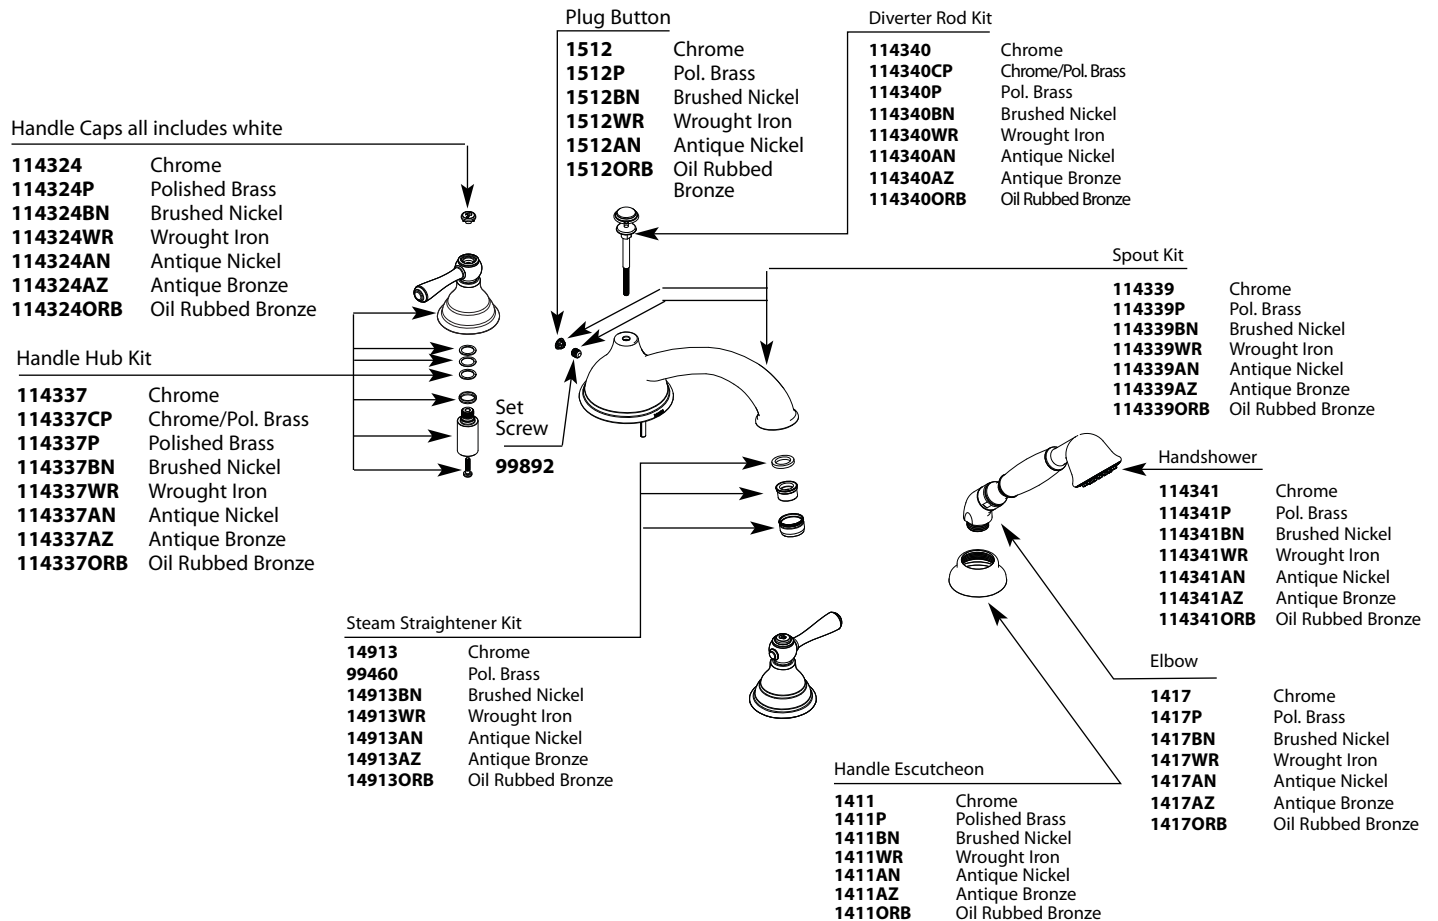 Plug Button
1512 Chrome
1512P Pol. Brass
1512BN Brushed Nickel
1512WR Wrought Iron
1512AN Antique Nickel
1512ORB Oil Rubbed
Bronze
Diverter Rod Kit
114340 Chrome
114340CP Chrome/Pol. Brass
114340P Pol. Brass
114340BN Brushed Nickel
114340WR Wrought Iron
114340AN Antique Nickel
114340AZ Antique Bronze
114340ORB Oil Rubbed Bronze
Handle Caps all includes white
114324 Chrome
114324P Polished Brass
114324BN Brushed Nickel
114324WR Wrought Iron
114324AN Antique Nickel
114324AZ Antique Bronze
114324ORB Oil Rubbed Bronze
Spout Kit
114339 Chrome
114339P Pol. Brass
114339BN Brushed Nickel
114339WR Wrought Iron
114339AN Antique Nickel
114339AZ Antique Bronze
114339ORB Oil Rubbed Bronze
Handle Hub Kit
114337 Chrome
114337CP Chrome/Pol. Brass
114337P Polished Brass
114337BN Brushed Nickel
114337WR Wrought Iron
114337AN Antique Nickel
114337AZ Antique Bronze
114337ORB Oil Rubbed Bronze
Set
Screw
99892
Handshower
114341 Chrome
114341P Pol. Brass
114341BN Brushed Nickel
114341WR Wrought Iron
114341AN Antique Nickel
114341AZ Antique Bronze
114341ORB Oil Rubbed Bronze
Steam Straightener Kit
14913 Chrome
99460 Pol. Brass
14913BN Brushed Nickel
14913WR Wrought Iron
14913AN Antique Nickel
14913AZ Antique Bronze
14913ORB Oil Rubbed Bronze
Elbow
1417 Chrome
1417P Pol. Brass
1417BN Brushed Nickel
1417WR Wrought Iron
1417AN Antique Nickel
1417AZ Antique Bronze
1417ORB Oil Rubbed Bronze
Handle Escutcheon
1411 Chrome
1411P Polished Brass
1411BN Brushed Nickel
1411WR Wrought Iron
1411AN Antique Nickel
1411AZ Antique Bronze
1411ORB Oil Rubbed Bronze